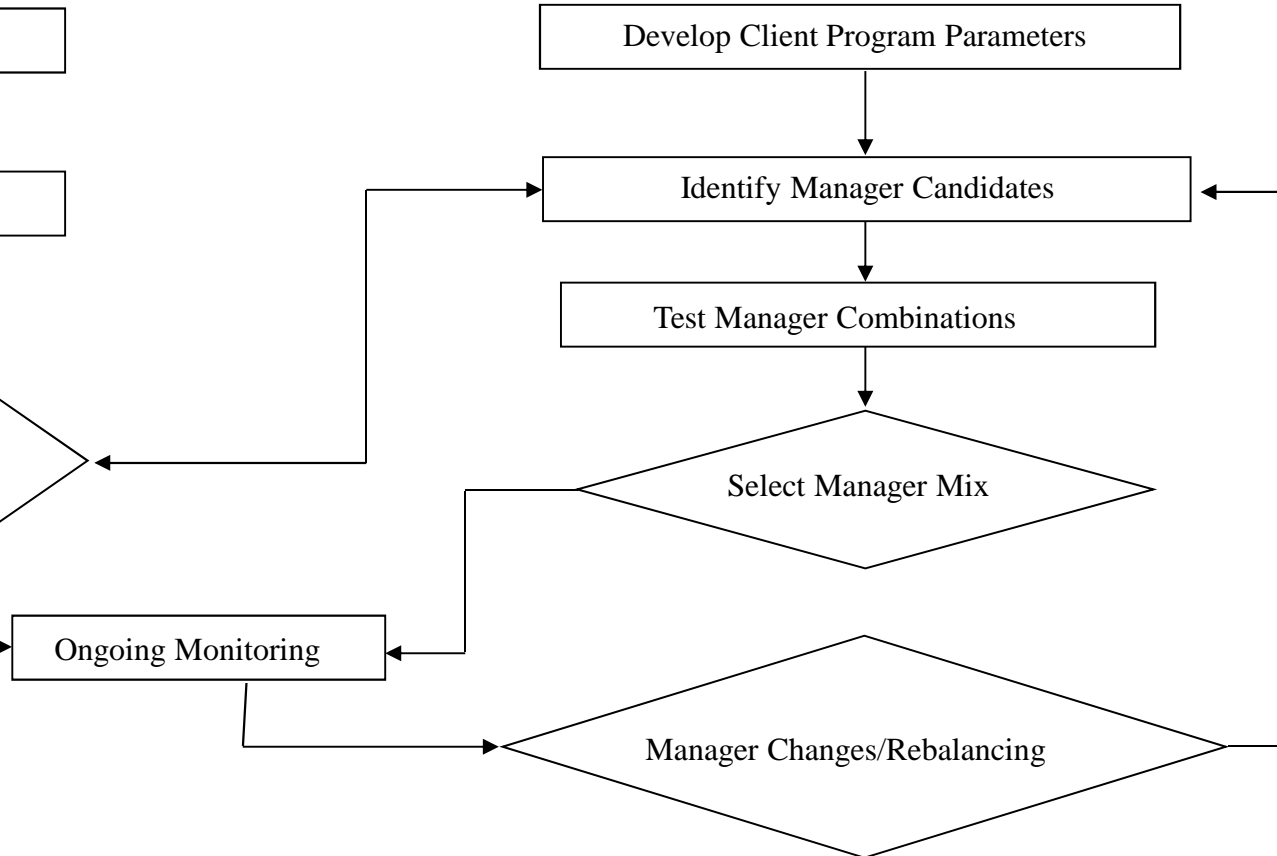 Develop Client Program Parameters
Identify Manager Candidates
Test Manager Combinations
Select Manager Mix
Ongoing Monitoring
Manager Changes/Rebalancing